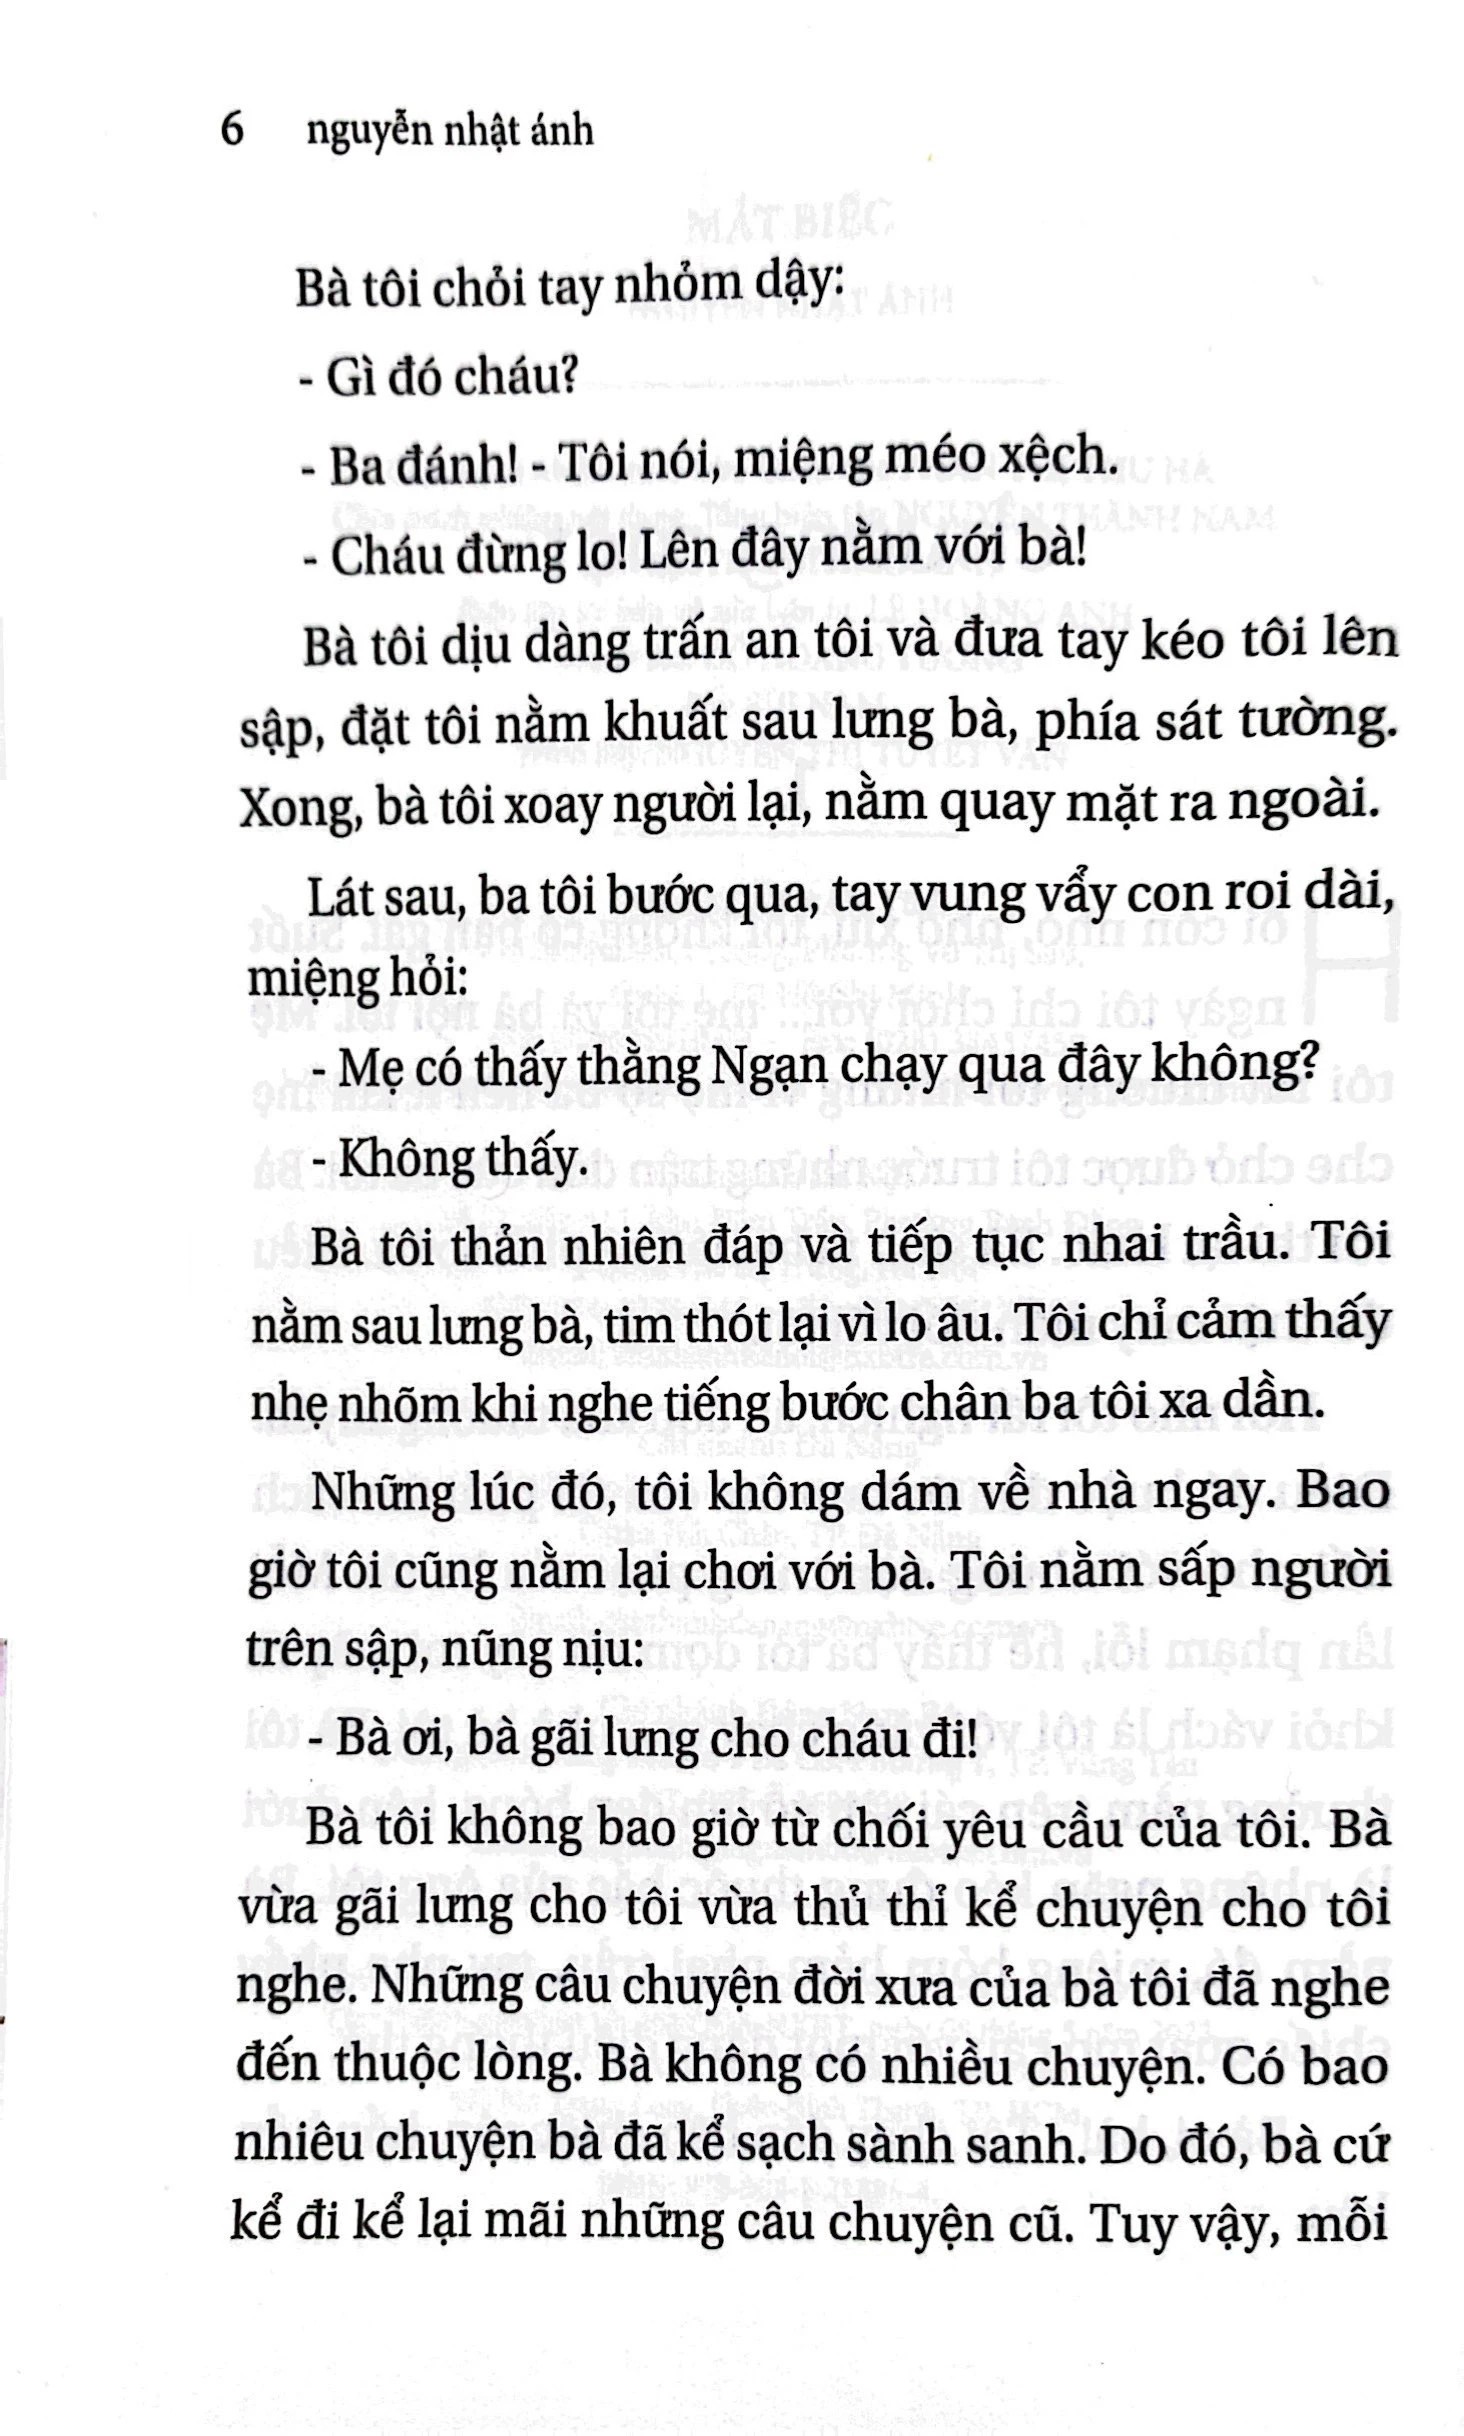 6 nguyễn nhật ánh
Bà tôi chỏi tay nhỏm dậy:
- Gì đó cháu?
- Ba đánh! - Tôi nói, miệng méo xệch.
- Cháu đừng lo! Lên đây nằm với bà!
Bà tôi dịu dàng trấn an tôi và đưa tay kéo tôi lên
sập, đặt tôi nằm khuất sau lưng bà, phía sát tường.
Xong, bà tôi xoay người lại, nằm quay mặt ra ngoài.
Lát sau, ba tôi bước qua, tay vung vẩy con roi dài,
miệng hỏi:
- Mẹ có thấy thằng Ngạn chạy qua đây không?
- Không thấy.
Bà tôi thản nhiên đáp và tiếp tục nhai trầu. Tôi
nằm sau lưng bà, tim thót lại vì lo âu. Tôi chỉ cảm thấy
nhẹ nhõm khi nghe tiếng bước chân ba tôi xa dần.
Những lúc đó, tôi không dám về nhà ngay. Bao
giờ tôi cũng nằm lại chơi với bà. Tôi nằm sấp người
trên sập, nũng nịu:
- Bà ơi, bà gãi lưng cho cháu đi!
Bà tôi không bao giờ từ chối yêu cầu của tôi. Bà
vừa gãi lưng cho tôi vừa thủ thỉ kể chuyện cho tôi
nghe. Những câu chuyện đời xưa của bà tôi đã nghe
đến thuộc lòng. Bà không có nhiều chuyện. Có bao
nhiêu chuyện bà đã kể sạch sành sanh. Do đó, bà cứ
kể đi kể lại mãi những câu chuyện cũ. Tuy vậy, mỗi